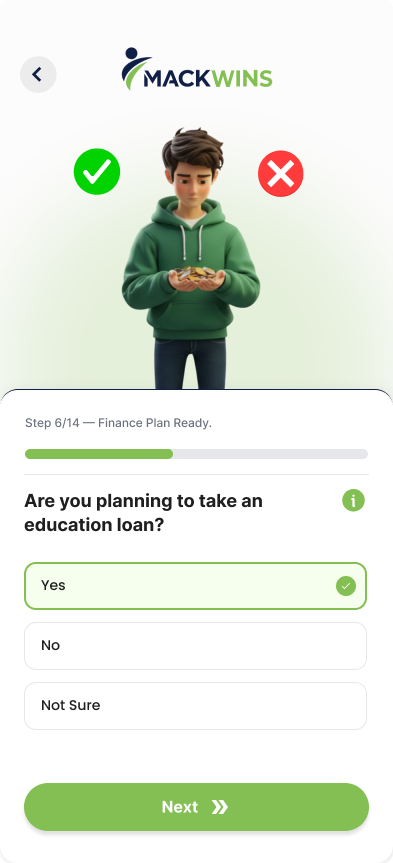 MACKWINS
Step 6/14 — Finance Plan Ready.
Are you planning to take an
education loan?
i
Yes
No
Not Sure
Next